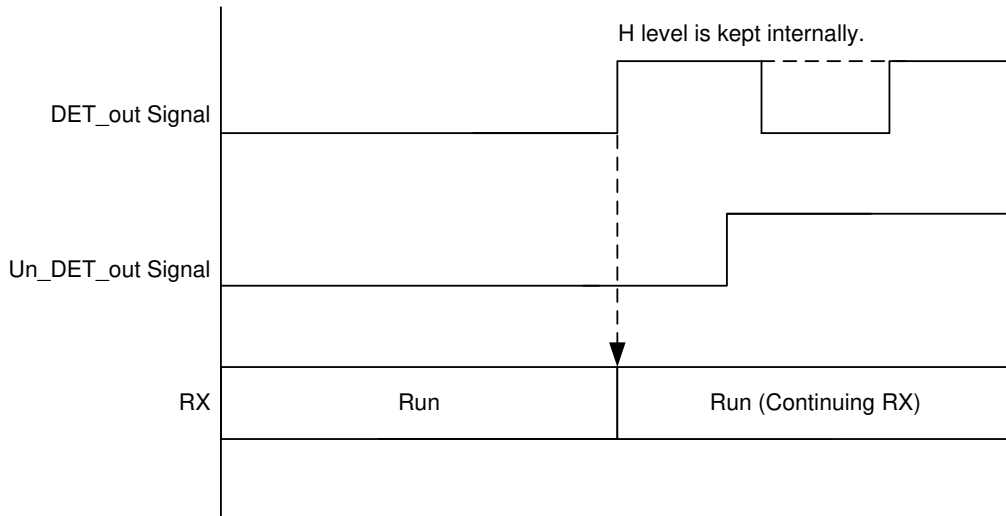 H level is kept internally.
DET_out Signal
Un_DET_out Signal
RX
Run
Run (Continuing RX)